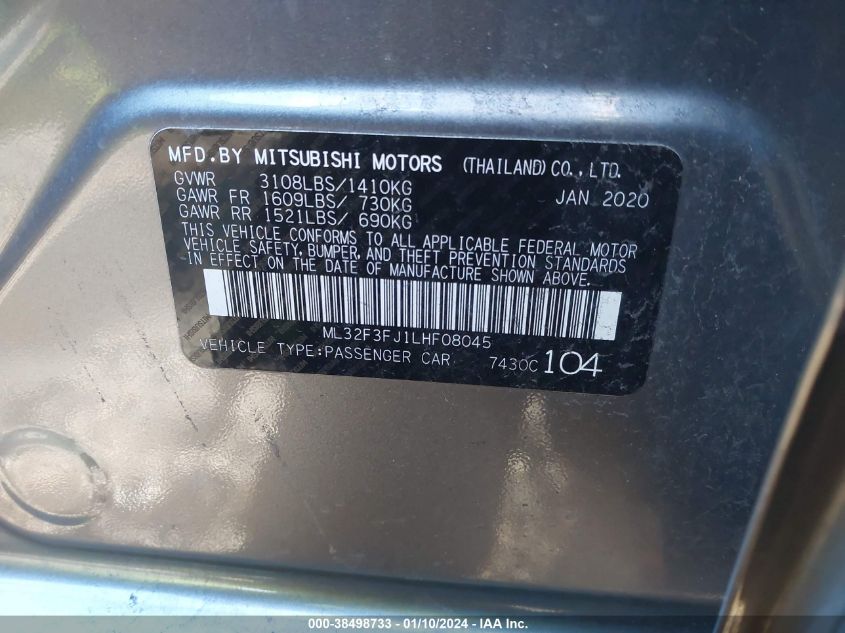 MFD.BY MITSUBISHI MOTORS (THAILAND) CO., LTD.
GVWR 3108LBS/1410KG JAN 2020
GAWR FR 1609LBS/ 730KG
GAWR RR 1521LBS/ 690KG
THIS VEHICLE CONFORMS TO ALL APPLICABLE FEDERAL MOTOR
VEHICLE SAFETY, BUMPER, AND THEFT PREVENTION STANDARDS
IN EFFECT ON THE DATE OF MANUFACTURE SHOWN ABOVE.
ML32F3FJ1LHF08045
VEHICLE TYPE:PASSENGER CAR 7430C 104
000-38498733 - 01/10/2024 - IAA Inc.